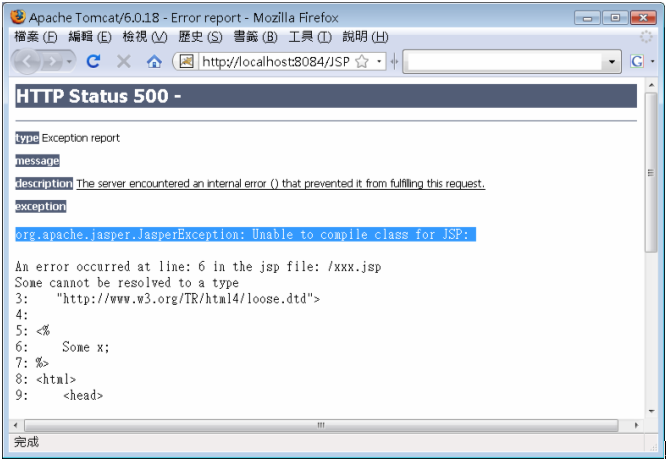 Apache Tomcat/6.0.18 - Error report - Mozilla Firefox
檔案 (F) 編輯 (E) 檢視 (V) 歷史 (S) 書籤 (B) 工具 (T) 說明 (H)
http://localhost:8084/JSP
G
HTTP Status 500 -
type Exception report
message
description The server encountered an internal error () that prevented it from fulfilling this request.
exception
org.apache.jasper.JasperException: Unable to compile class for JSP:
An error occurred at line: 6 in the jsp file: /xxx.jsp
Some cannot be resolved to a type
3: "http://www.w3.org/TR/html4/loose.dtd">
4:
5: <%
6: Some x;
7: %>
8: <html>
9: <head>
完成